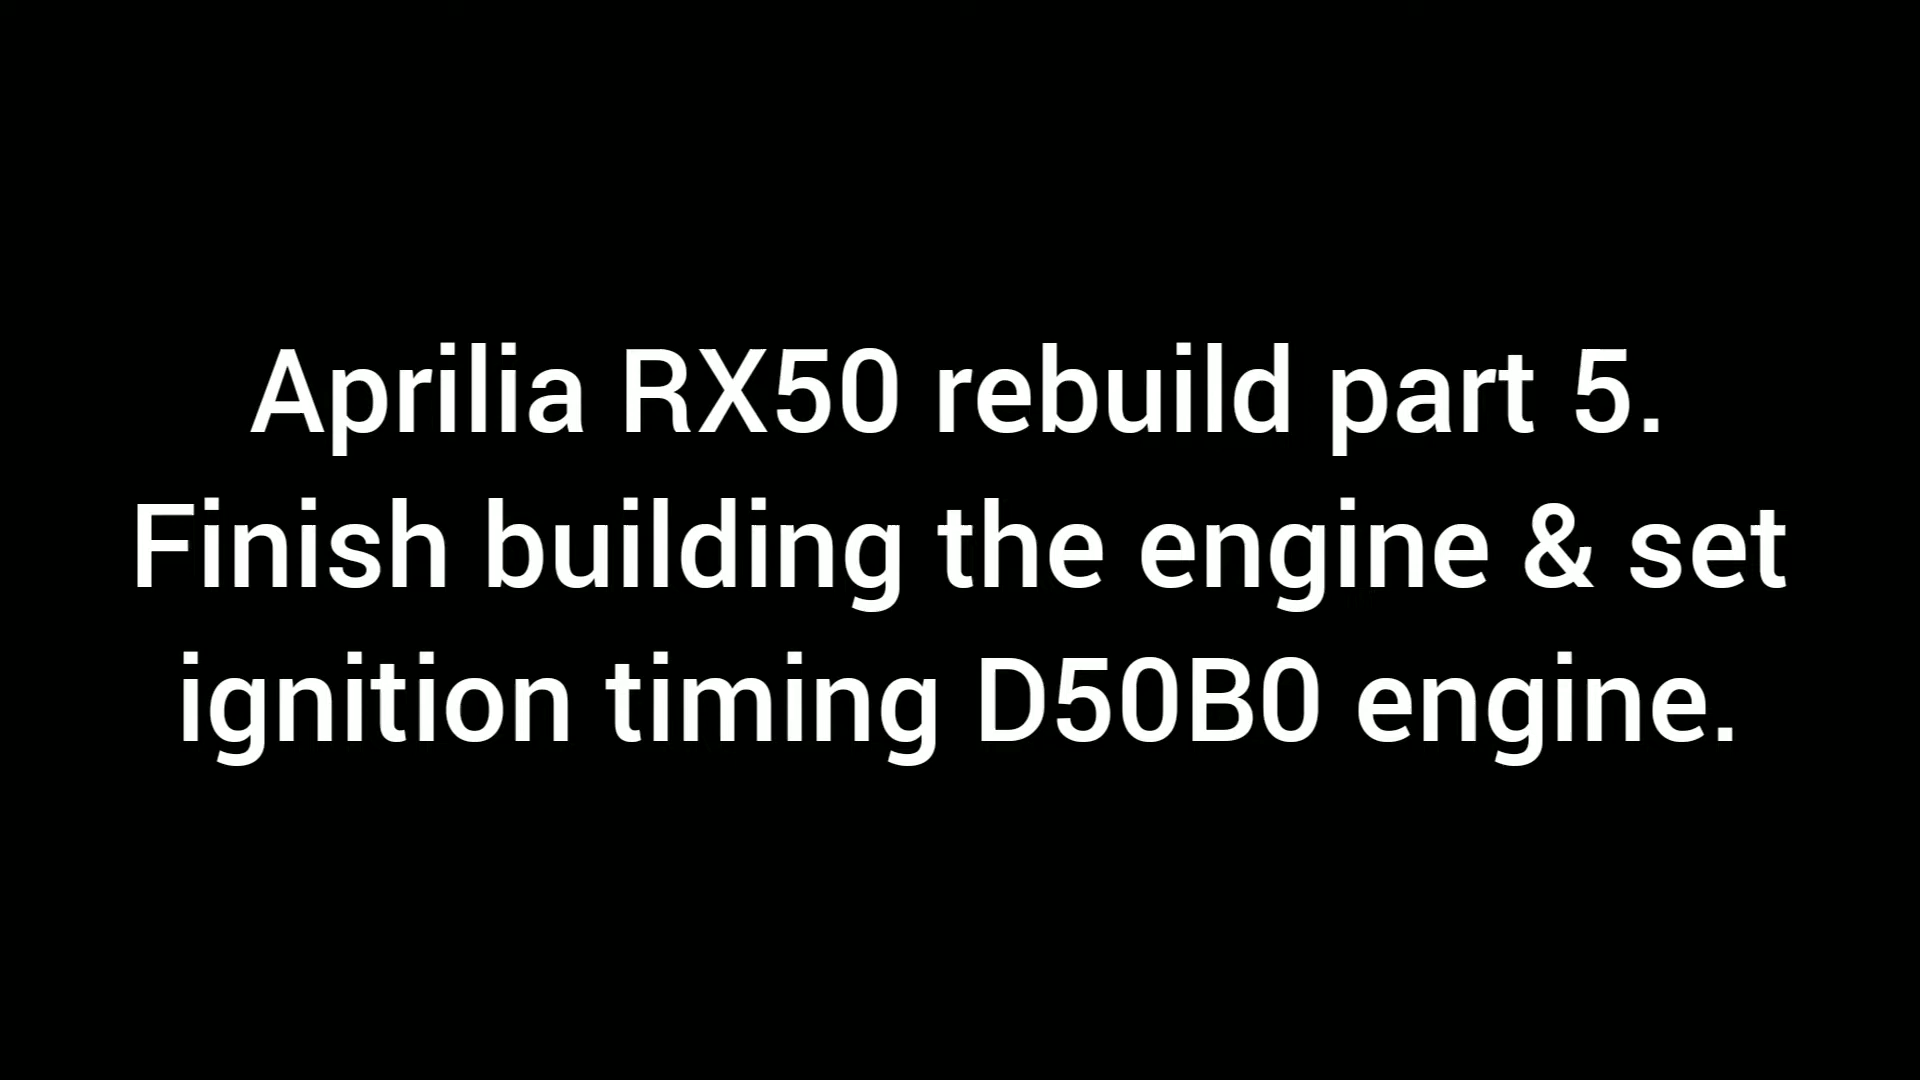 Aprilia RX50 rebuild part 5.
Finish building the engine & set
ignition timing D50B0 engine.